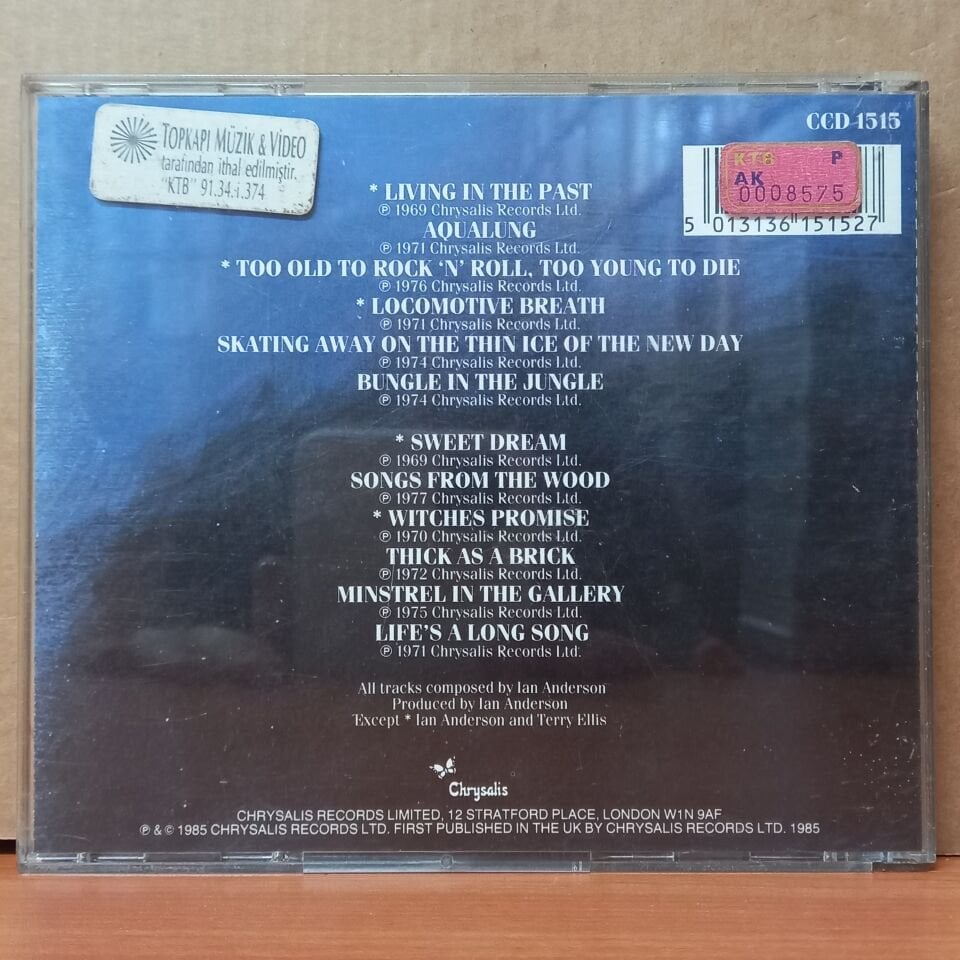 CCD 1515
TOPKAPI MÜZİK & VİDEO
tarafından ithal edilmiştir.
"KTB" 91.34.i.374
KTB P
AK
0008575
5 013136 151527
* LIVING IN THE PAST
℗ 1969 Chrysalis Records Ltd.
AQUALUNG
℗ 1971 Chrysalis Records Ltd.
* TOO OLD TO ROCK ‘N’ ROLL, TOO YOUNG TO DIE
℗ 1976 Chrysalis Records Ltd.
* LOCOMOTIVE BREATH
℗ 1971 Chrysalis Records Ltd.
SKATING AWAY ON THE THIN ICE OF THE NEW DAY
℗ 1974 Chrysalis Records Ltd.
BUNGLE IN THE JUNGLE
℗ 1974 Chrysalis Records Ltd.
* SWEET DREAM
℗ 1969 Chrysalis Records Ltd.
SONGS FROM THE WOOD
℗ 1977 Chrysalis Records Ltd.
* WITCHES PROMISE
℗ 1970 Chrysalis Records Ltd.
THICK AS A BRICK
℗ 1972 Chrysalis Records Ltd.
MINSTREL IN THE GALLERY
℗ 1975 Chrysalis Records Ltd.
LIFE’S A LONG SONG
℗ 1971 Chrysalis Records Ltd.
All tracks composed by Ian Anderson
Produced by Ian Anderson
Except * Ian Anderson and Terry Ellis
Chrysalis
CHRYSALIS RECORDS LIMITED, 12 STRATFORD PLACE, LONDON W1N 9AF
℗ & © 1985 CHRYSALIS RECORDS LTD. FIRST PUBLISHED IN THE UK BY CHRYSALIS RECORDS LTD. 1985